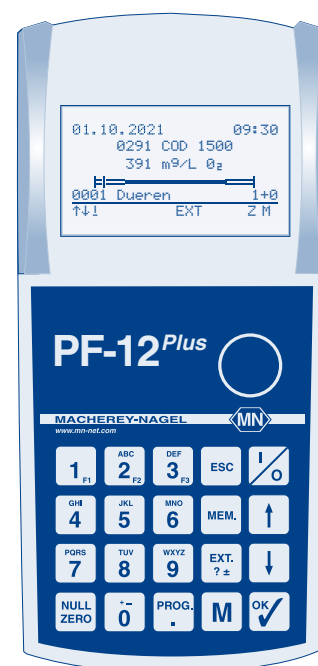 01.10.2021 09:30
0291 COD 1500
391 mg/L O₂
0001 Dueren 1+0
↑↓! EXT Z M
PF-12 Plus
MACHEREY-NAGEL MN
www.mn-net.com
1 F1 ABC 2 F2 DEF 3 F3 ESC I/O
GHI 4 JKL 5 MNO 6 MEM. ↑
PQRS 7 TUV 8 WXYZ 9 EXT. ? ± ↓
NULL ZERO +− 0 PROG. . M OK ✓